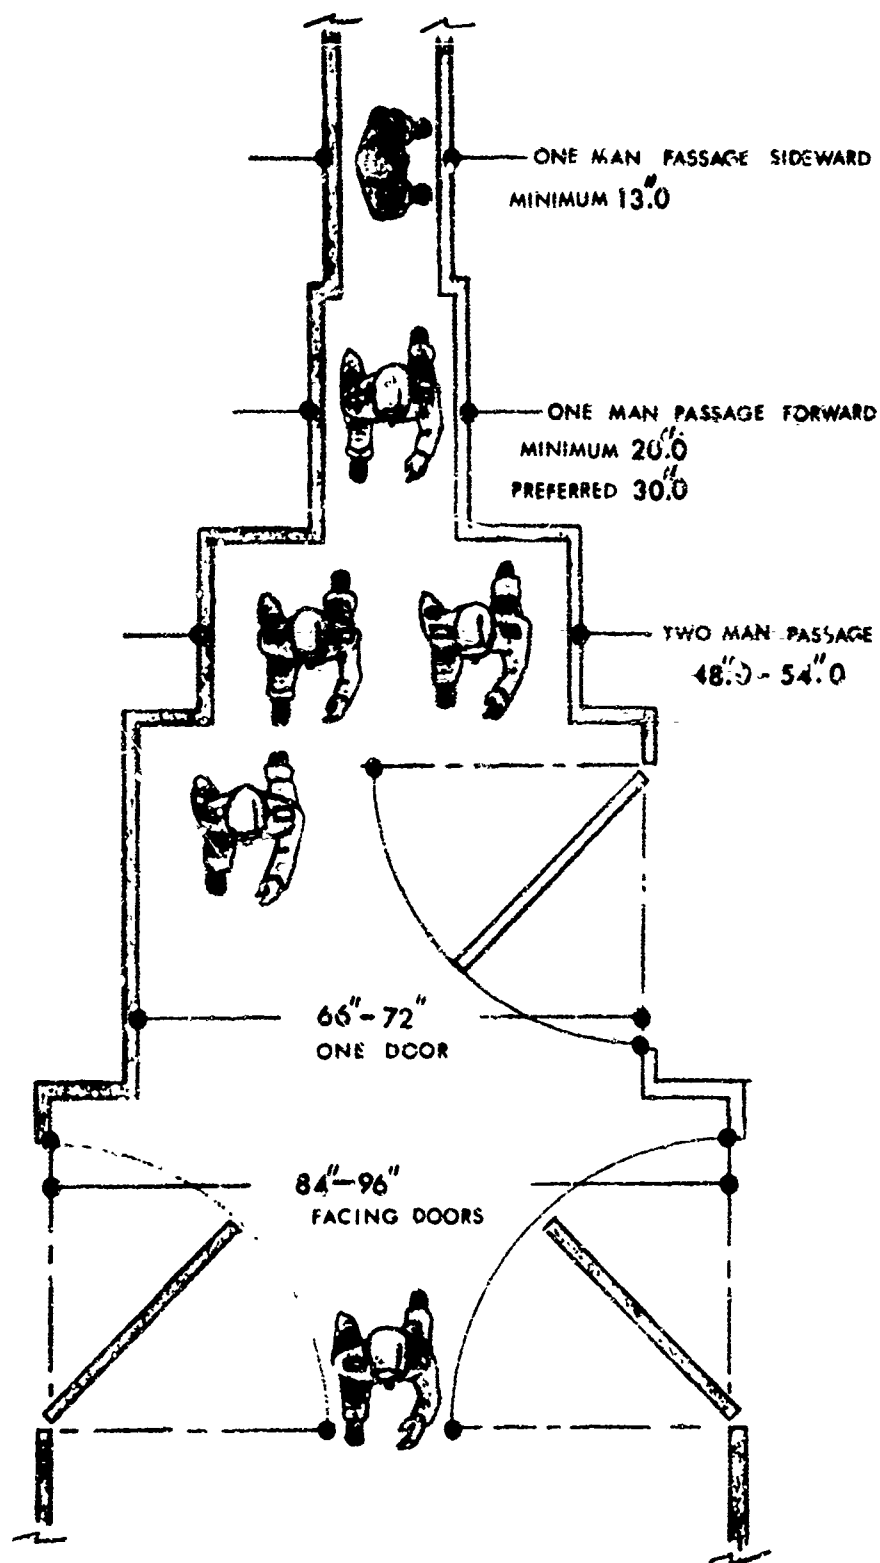 ONE MAN PASSAGE SIDEWARD
MINIMUM 13".0
ONE MAN PASSAGE FORWARD
MINIMUM 20".0
PREFERRED 30".0
TWO MAN PASSAGE
48".0 - 54".0
66"-72"
ONE DOOR
84"-96"
FACING DOORS